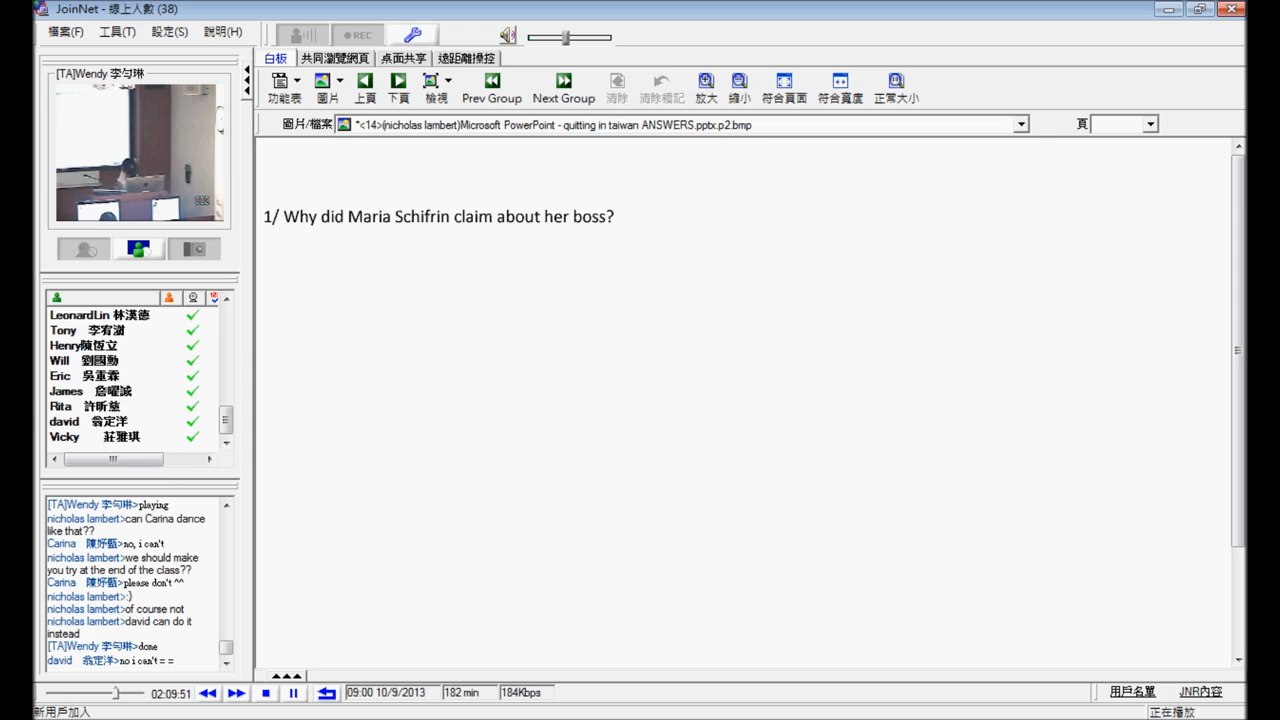 JoinNet - 線上人數 (38)
檔案(F) 工具(T) 設定(S) 說明(H)
REC
[TA]Wendy 李勻琳
白板 共同瀏覽網頁 桌面共享 遠距離操控
功能表 圖片 上頁 下頁 檢視 Prev Group Next Group 清除 清除標記 放大 縮小 符合頁面 符合寬度 正常大小
圖片/檔案 *<14>(nicholas lambert)Microsoft PowerPoint - quitting in taiwan ANSWERS.pptx.p2.bmp 頁
1/ Why did Maria Schifrin claim about her boss?
LeonardLin 林漢德
Tony 李宥澍
Henry陳恆立
Will 劉國勳
Eric 吳重霖
James 詹曜誠
Rita 許昕慈
david 翁定洋
Vicky 莊雅琪
[TA]Wendy 李勻琳>playing
nicholas lambert>can Carina dance
like that??
Carina 陳妤甄>no, i can't
nicholas lambert>we should make
you try at the end of the class??
Carina 陳妤甄>please don't ^^
nicholas lambert>:}
nicholas lambert>of course not
nicholas lambert>david can do it
instead
[TA]Wendy 李勻琳>done
david 翁定洋>no i can't = =
02:09:51 09:00 10/9/2013 182 min 184Kbps 用戶名單 JNR內容
新用戶加入 正在播放